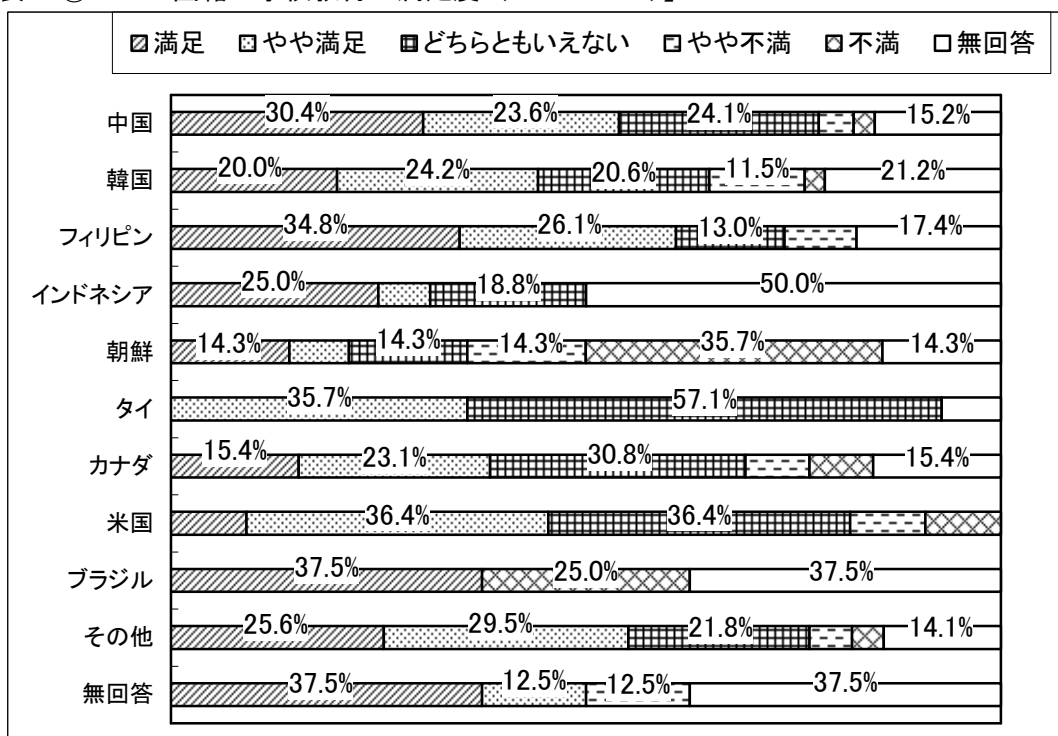 満足 やや満足 どちらともいえない やや不満 不満 無回答
中国 30.4% 23.6% 24.1% 15.2%
韓国 20.0% 24.2% 20.6% 11.5% 21.2%
フィリピン 34.8% 26.1% 13.0% 17.4%
インドネシア 25.0% 18.8% 50.0%
朝鮮 14.3% 14.3% 14.3% 35.7% 14.3%
タイ 35.7% 57.1%
カナダ 15.4% 23.1% 30.8% 15.4%
米国 36.4% 36.4%
ブラジル 37.5% 25.0% 37.5%
その他 25.6% 29.5% 21.8% 14.1%
無回答 37.5% 12.5% 12.5% 37.5%